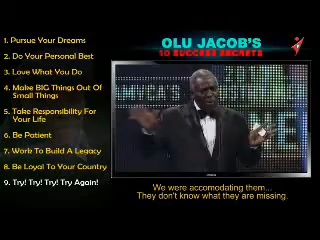 OLU JACOB'S
10 SUCCESS SECRETS
1. Pursue Your Dreams
2. Do Your Personal Best
3. Love What You Do
4. Make BIG Things Out Of
Small Things
5. Take Responsibility For
Your Life
6. Be Patient
7. Work To Build A Legacy
8. Be Loyal To Your Country
9. Try! Try! Try! Try Again!
We were accomodating them...
They don't know what they are missing.